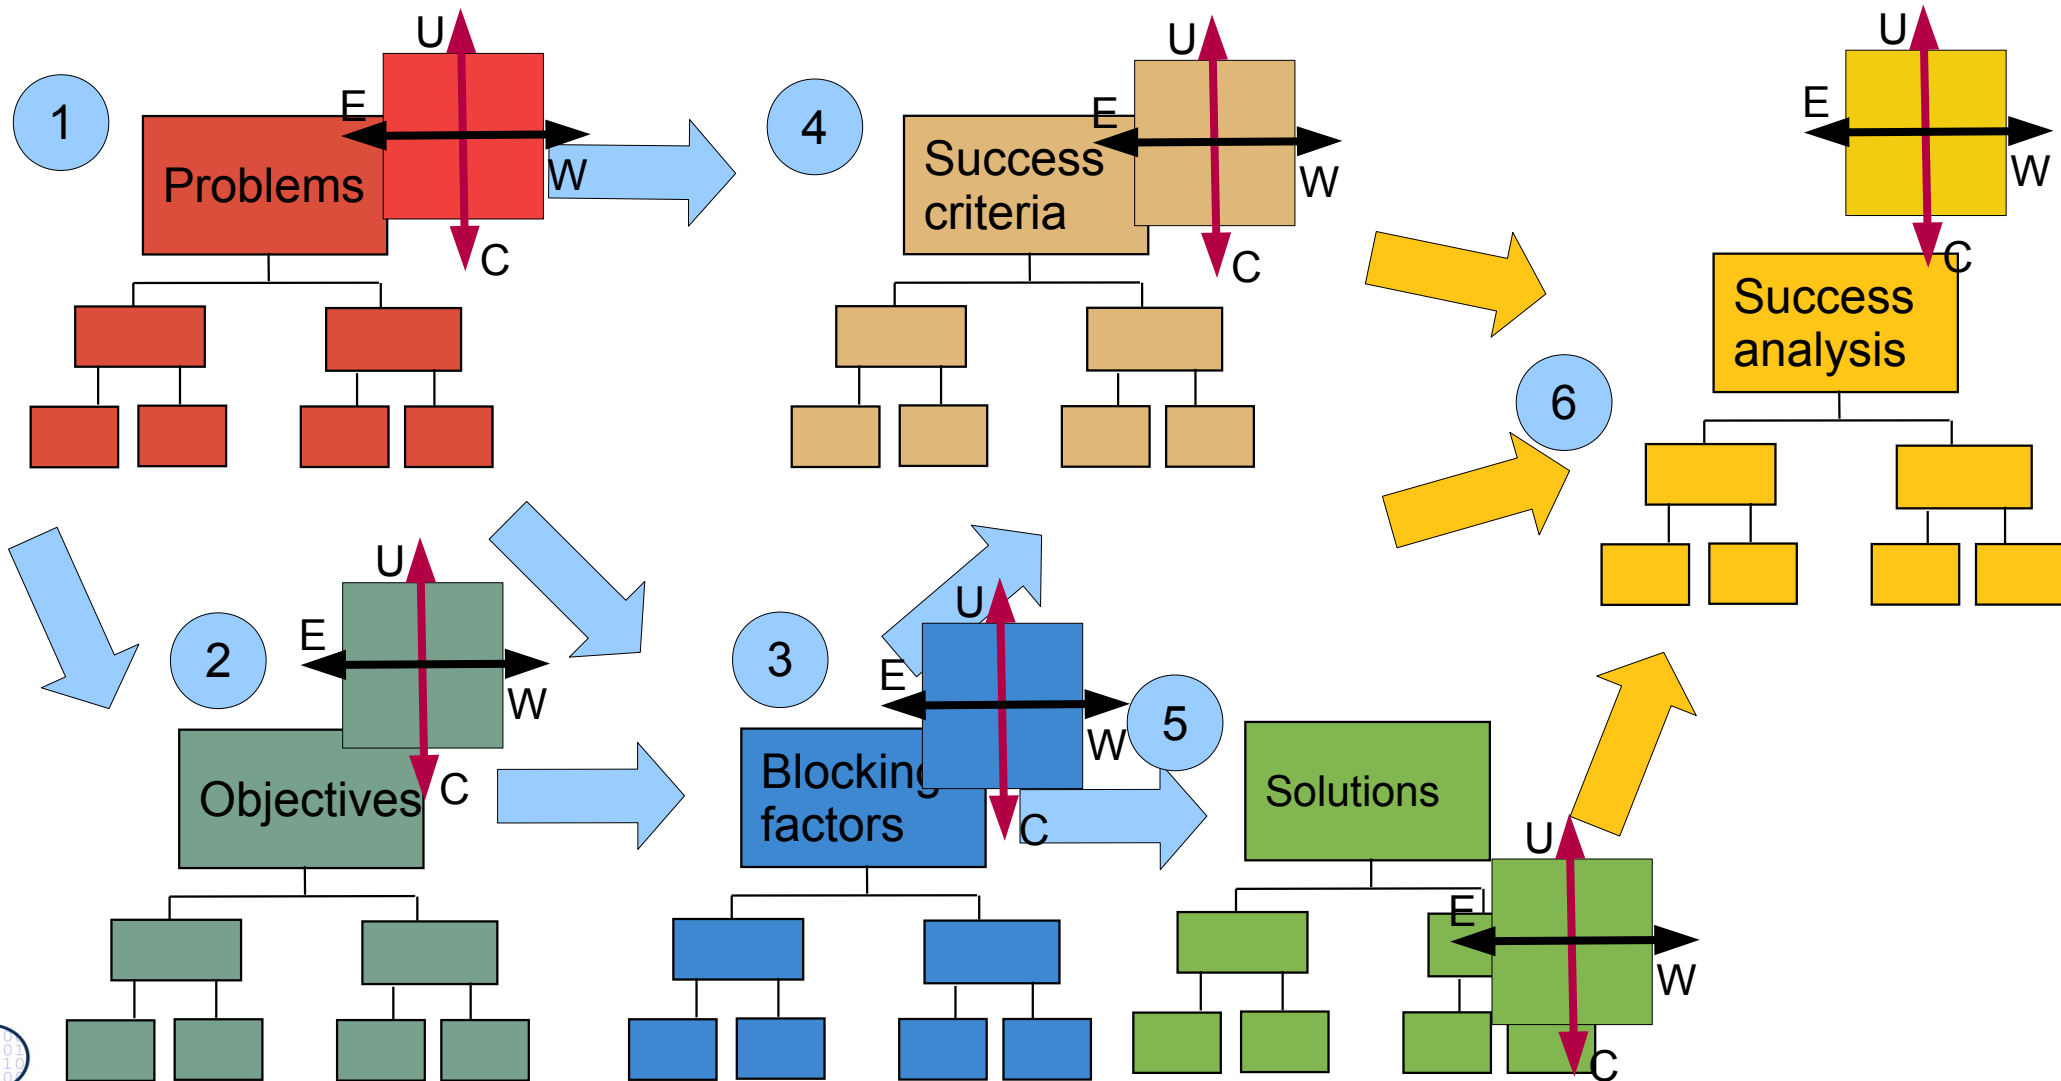 U
E
1
Problems
W
C
U
E
4
Success
criteria
W
C
U
E
W
C
Success
analysis
6
U
E
2
W
Objectives
C
U
3
E
W
5
Blocking
factors
C
Solutions
U
E
W
C